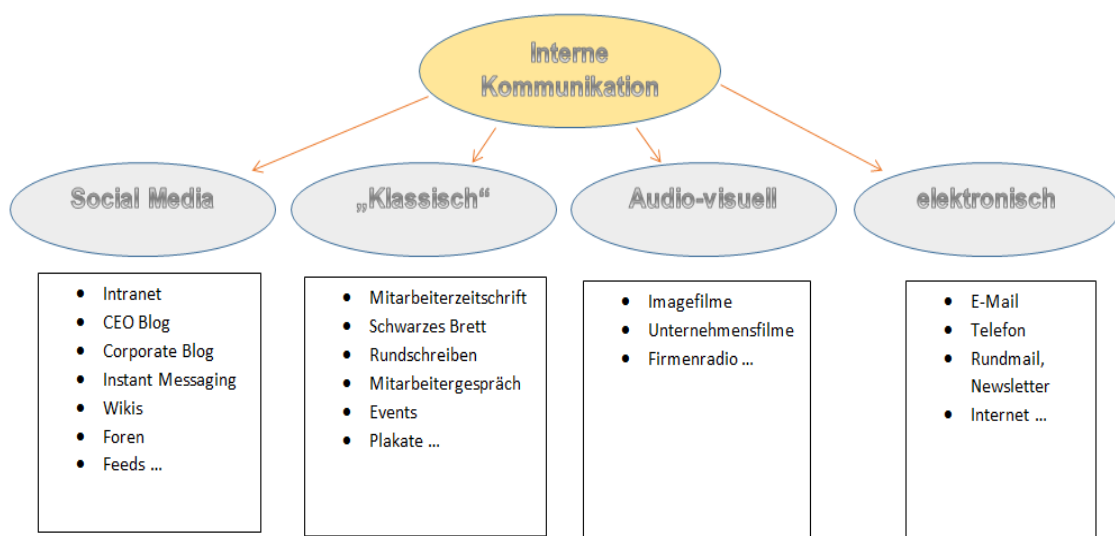 Interne
Kommunikation
Social Media
„Klassisch“
Audio-visuell
elektronisch
• Intranet
• CEO Blog
• Corporate Blog
• Instant Messaging
• Wikis
• Foren
• Feeds ...
• Mitarbeiterzeitschrift
• Schwarzes Brett
• Rundschreiben
• Mitarbeitergespräch
• Events
• Plakate ...
• Imagefilme
• Unternehmensfilme
• Firmenradio ...
• E-Mail
• Telefon
• Rundmail,
Newsletter
• Internet ...